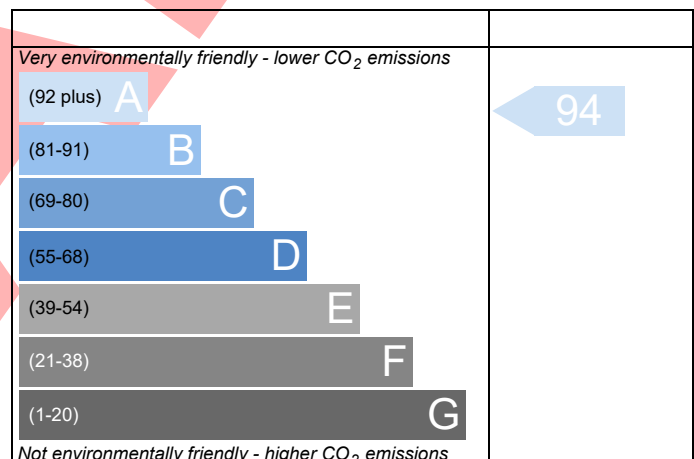 Very environmentally friendly - lower CO2 emissions
(92 plus) A
94
(81-91) B
(69-80) C
(55-68) D
(39-54) E
(21-38) F
(1-20) G
Not environmentally friendly - higher CO2 emissions